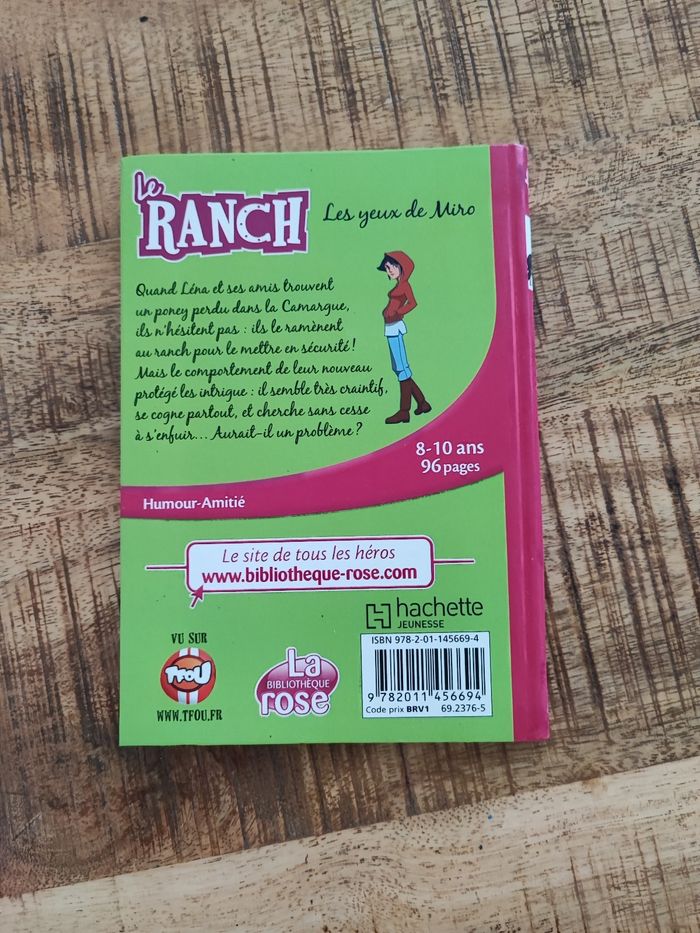 Le
RANCH
Les yeux de Miro
Quand Léna et ses amis trouvent
un poney perdu dans la Camargue,
ils n'hésitent pas : ils le ramènent
au ranch pour le mettre en sécurité !
Mais le comportement de leur nouveau
protégé les intrigue : il semble très craintif,
se cogne partout, et cherche sans cesse
à s'enfuir... Aurait-il un problème ?
8-10 ans
96 pages
Humour-Amitié
Le site de tous les héros
www.bibliotheque-rose.com
hachette
JEUNESSE
VU SUR
TFOU
WWW.TFOU.FR
La
BIBLIOTHÈQUE
rose
ISBN 978-2-01-145669-4
9 782011 456694
Code prix BRV1 69.2376-5